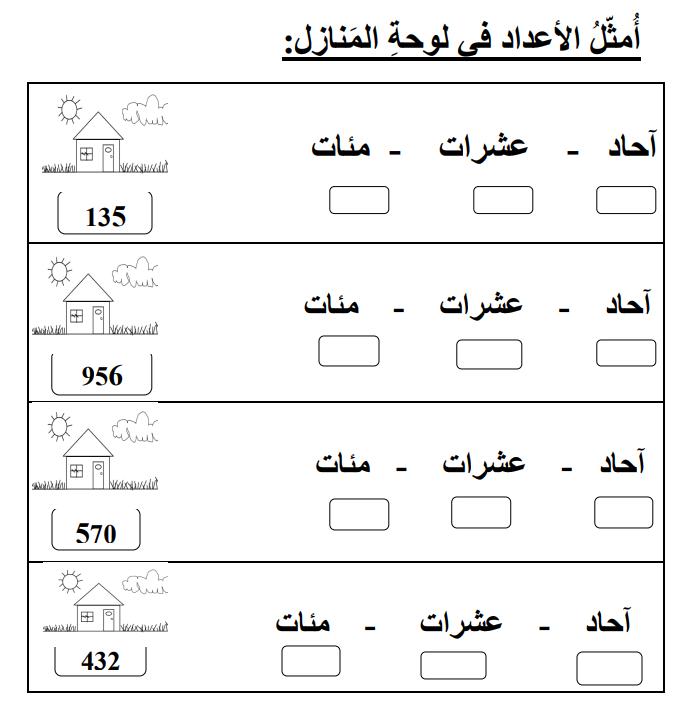 أُمثّلُ الأعداد في لوحةِ المَنازل:
آحاد - عشرات - مئات
135
آحاد - عشرات - مئات
956
آحاد - عشرات - مئات
570
آحاد - عشرات - مئات
432